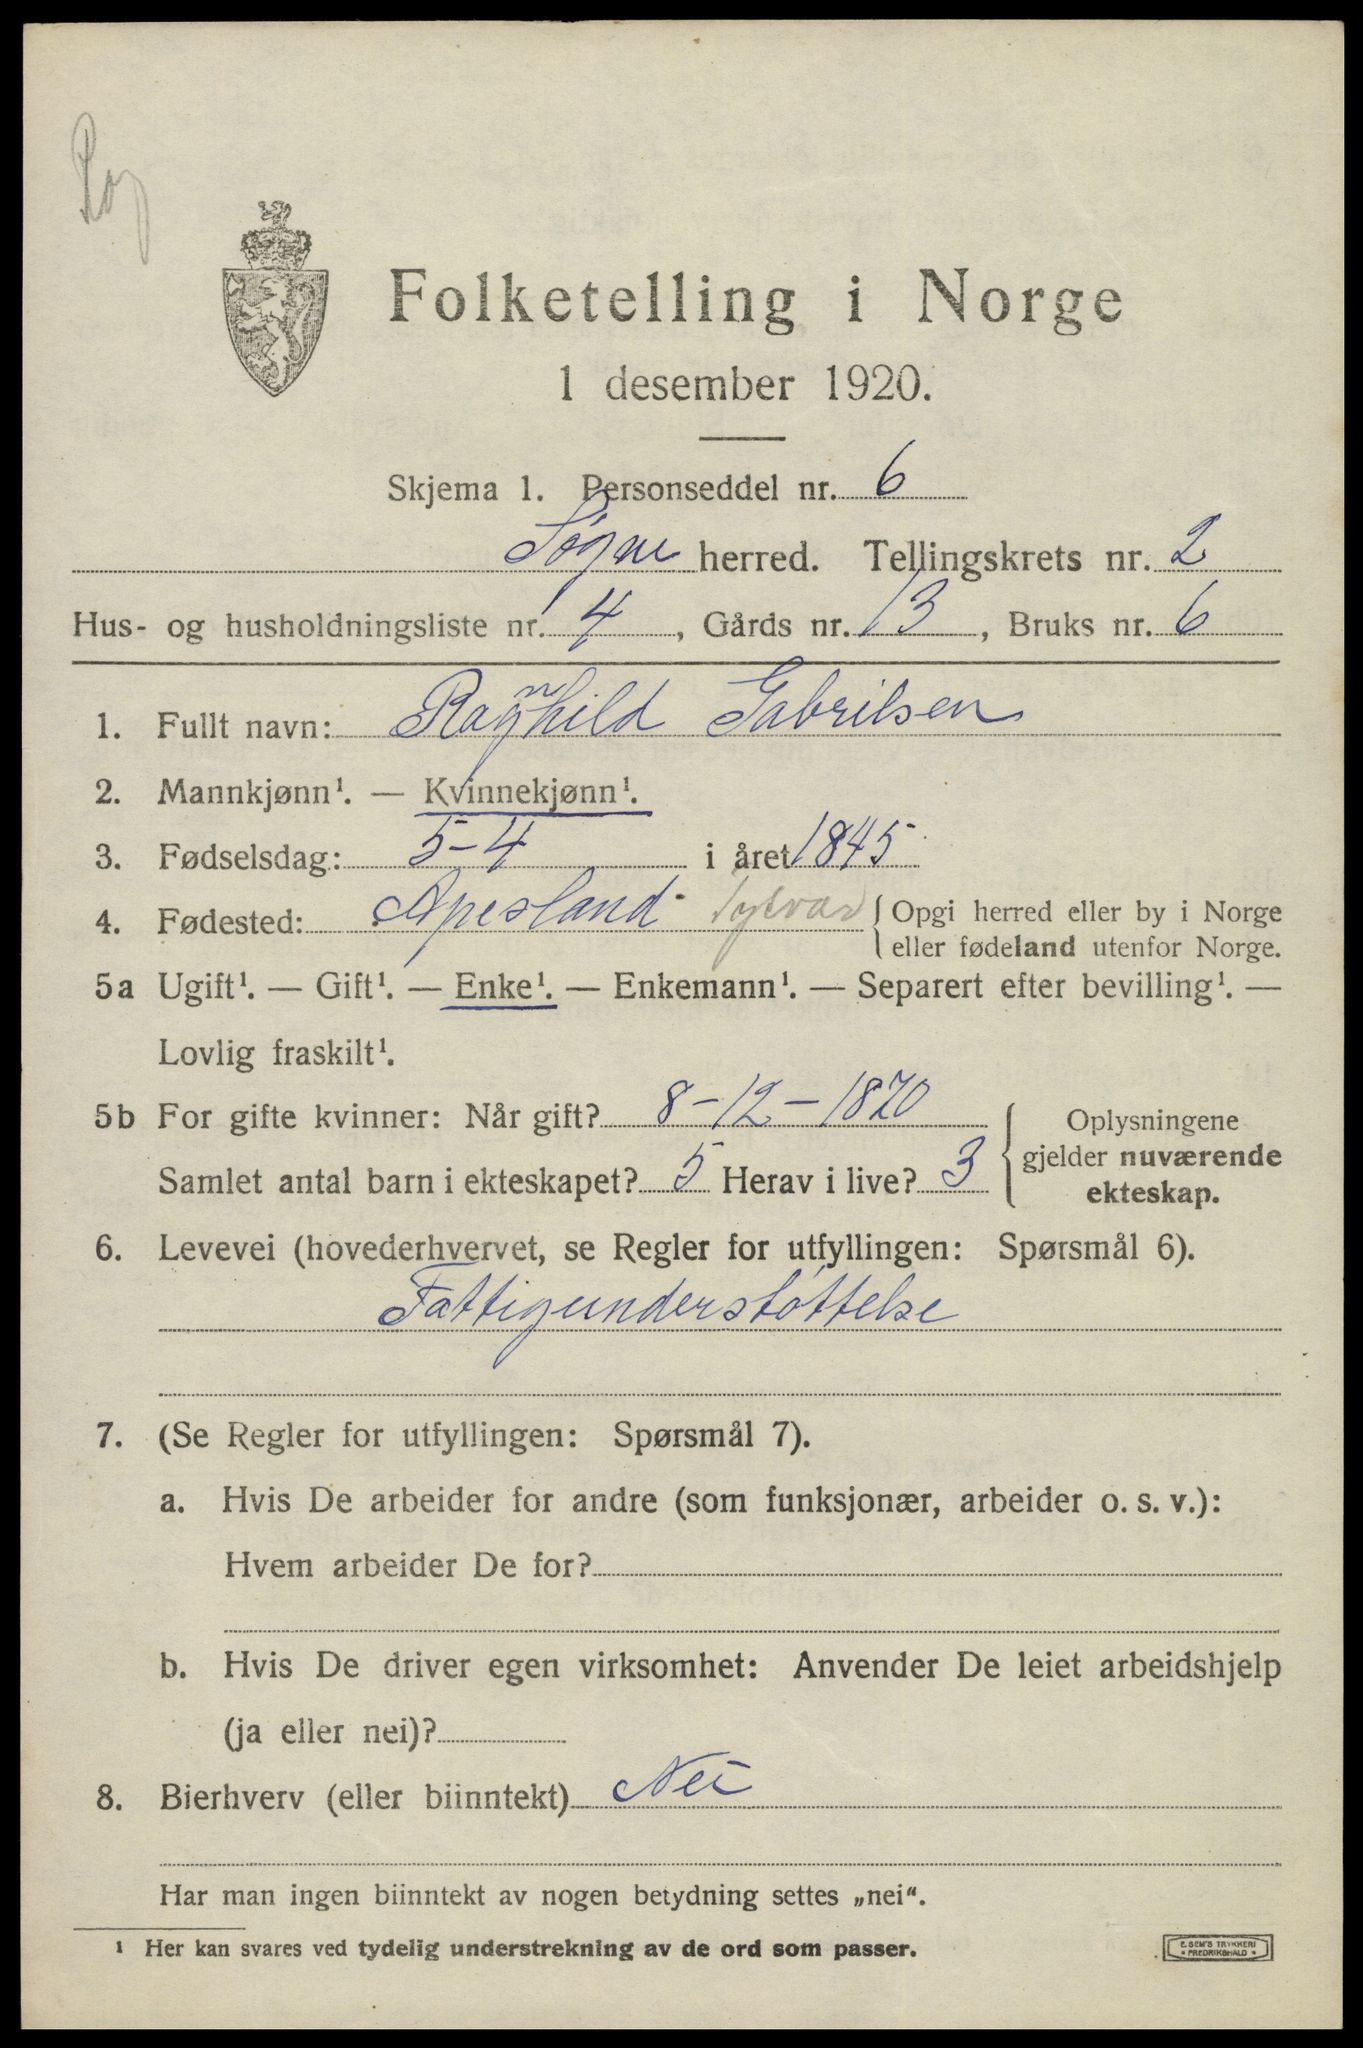 Rog
Folketelling i Norge
1 desember 1920.
Skjema 1. Personseddel nr. 6
Søgne herred. Tellingskrets nr. 2
Hus- og husholdningsliste nr. 4, Gårds nr. 13, Bruks nr. 6
1. Fullt navn: Ragnhild Gabrilsen
2. Mannkjønn¹. — Kvinnekjønn¹.
3. Fødselsdag: 5-4 i året 1845
4. Fødested: Apesland Tysvær { Opgi herred eller by i Norge
eller fødeland utenfor Norge.
5a Ugift¹. — Gift¹. — Enke¹. — Enkemann¹. — Separert efter bevilling¹. —
Lovlig fraskilt¹.
5b For gifte kvinner: Når gift? 8-12-1870
Samlet antal barn i ekteskapet? 5 Herav i live? 3
Oplysningene
gjelder nuværende
ekteskap.
6. Levevei (hovederhvervet, se Regler for utfyllingen: Spørsmål 6).
Fattigunderstøttelse
7. (Se Regler for utfyllingen: Spørsmål 7).
a. Hvis De arbeider for andre (som funksjonær, arbeider o. s. v.):
Hvem arbeider De for?
b. Hvis De driver egen virksomhet: Anvender De leiet arbeidshjelp
(ja eller nei)?
8. Bierhverv (eller biinntekt) Nei
Har man ingen biinntekt av nogen betydning settes „nei“.
¹ Her kan svares ved tydelig understrekning av de ord som passer.
E. SEM'S TRYKKERI
FREDRIKSHALD